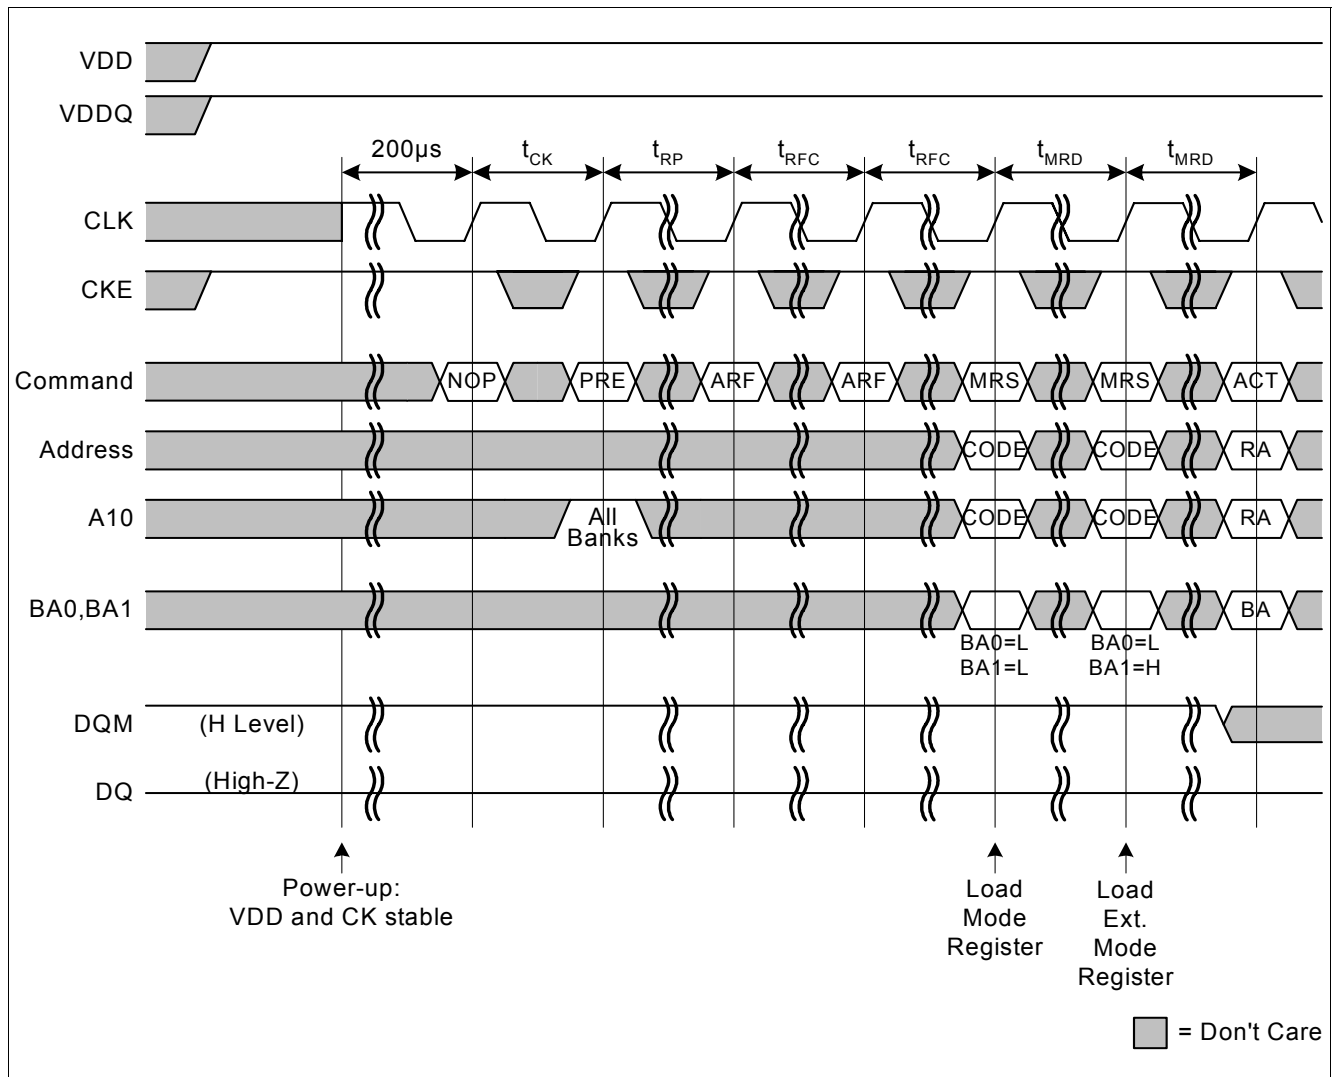 VDD
VDDQ
200µs tCK tRP tRFC tRFC tMRD tMRD
CLK
CKE
Command NOP PRE ARF ARF MRS MRS ACT
Address CODE CODE RA
A10 All Banks CODE CODE RA
BA0,BA1 BA
BA0=L BA0=L
BA1=L BA1=H
DQM (H Level)
DQ (High-Z)
Power-up:
VDD and CK stable
Load
Mode
Register
Load
Ext.
Mode
Register
= Don't Care